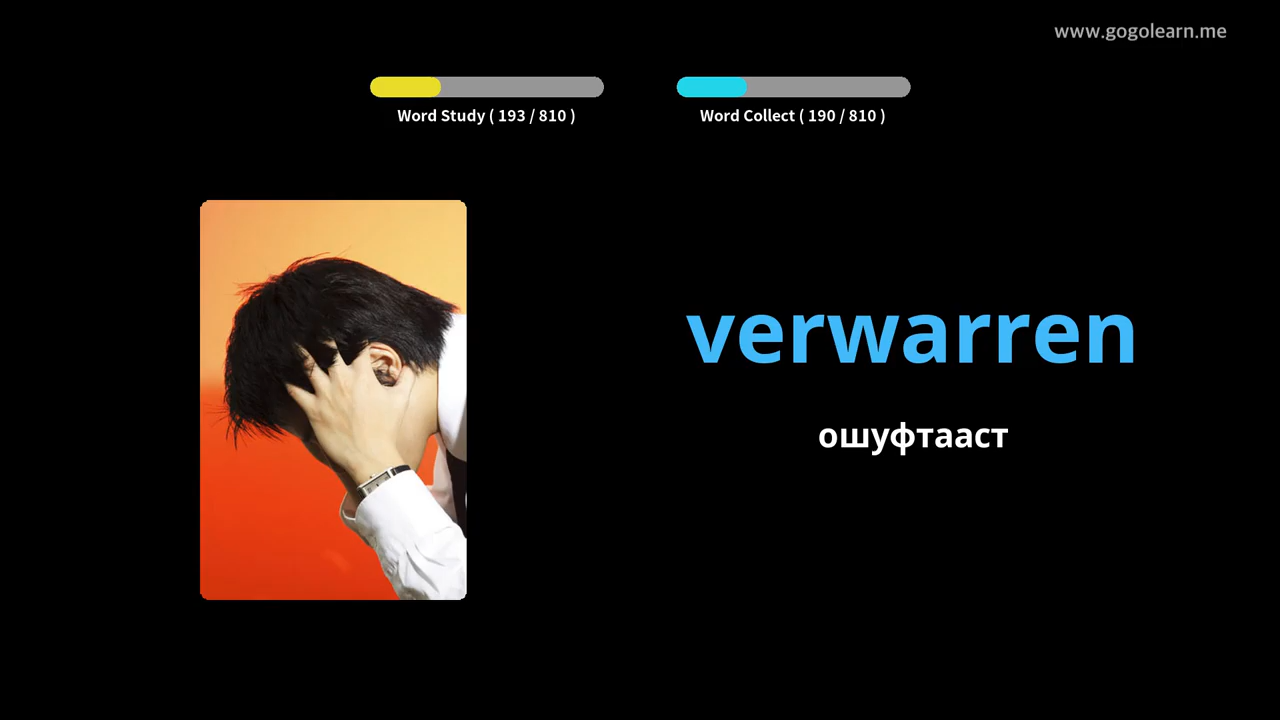 www.gogolearn.me
Word Study ( 193 / 810 )
Word Collect ( 190 / 810 )
verwarren
ошуфтааст